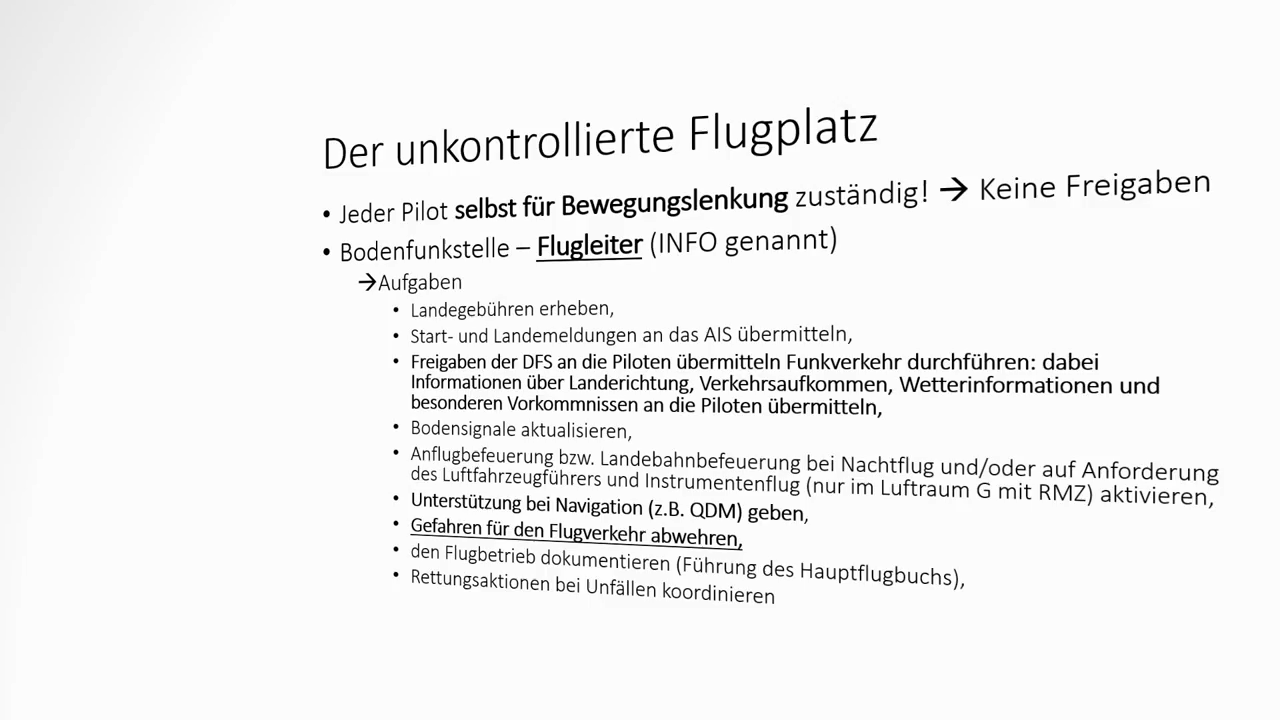 Der unkontrollierte Flugplatz
• Jeder Pilot selbst für Bewegungslenkung zuständig! → Keine Freigaben
• Bodenfunkstelle – Flugleiter (INFO genannt)
→Aufgaben
• Landegebühren erheben,
• Start- und Landemeldungen an das AIS übermitteln,
• Freigaben der DFS an die Piloten übermitteln Funkverkehr durchführen: dabei
Informationen über Landerichtung, Verkehrsaufkommen, Wetterinformationen und
besonderen Vorkommnissen an die Piloten übermitteln,
• Bodensignale aktualisieren,
• Anflugbefeuerung bzw. Landebahnbefeuerung bei Nachtflug und/oder auf Anforderung
des Luftfahrzeugführers und Instrumentenflug (nur im Luftraum G mit RMZ) aktivieren,
• Unterstützung bei Navigation (z.B. QDM) geben,
• Gefahren für den Flugverkehr abwehren,
• den Flugbetrieb dokumentieren (Führung des Hauptflugbuchs),
• Rettungsaktionen bei Unfällen koordinieren